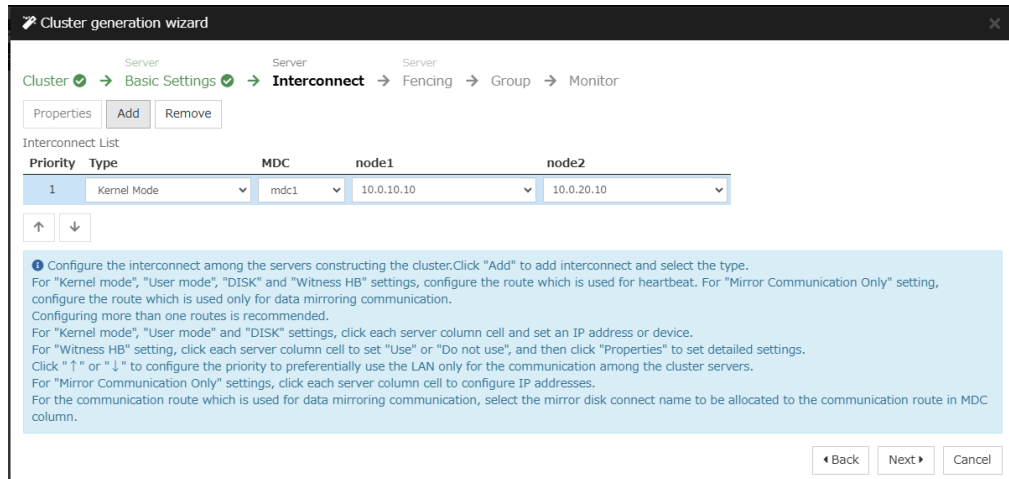 Cluster generation wizard
Server Server Server
Cluster → Basic Settings → Interconnect → Fencing → Group → Monitor
Properties Add Remove
Interconnect List
Priority Type MDC node1 node2
1 Kernel Mode mdc1 10.0.10.10 10.0.20.10
↑ ↓
Configure the interconnect among the servers constructing the cluster.Click "Add" to add interconnect and select the type.
For "Kernel mode", "User mode", "DISK" and "Witness HB" settings, configure the route which is used for heartbeat. For "Mirror Communication Only" setting,
configure the route which is used only for data mirroring communication.
Configuring more than one routes is recommended.
For "Kernel mode", "User mode" and "DISK" settings, click each server column cell and set an IP address or device.
For "Witness HB" setting, click each server column cell to set "Use" or "Do not use", and then click "Properties" to set detailed settings.
Click "↑" or "↓" to configure the priority to preferentially use the LAN only for the communication among the cluster servers.
For "Mirror Communication Only" settings, click each server column cell to configure IP addresses.
For the communication route which is used for data mirroring communication, select the mirror disk connect name to be allocated to the communication route in MDC
column.
Back Next Cancel